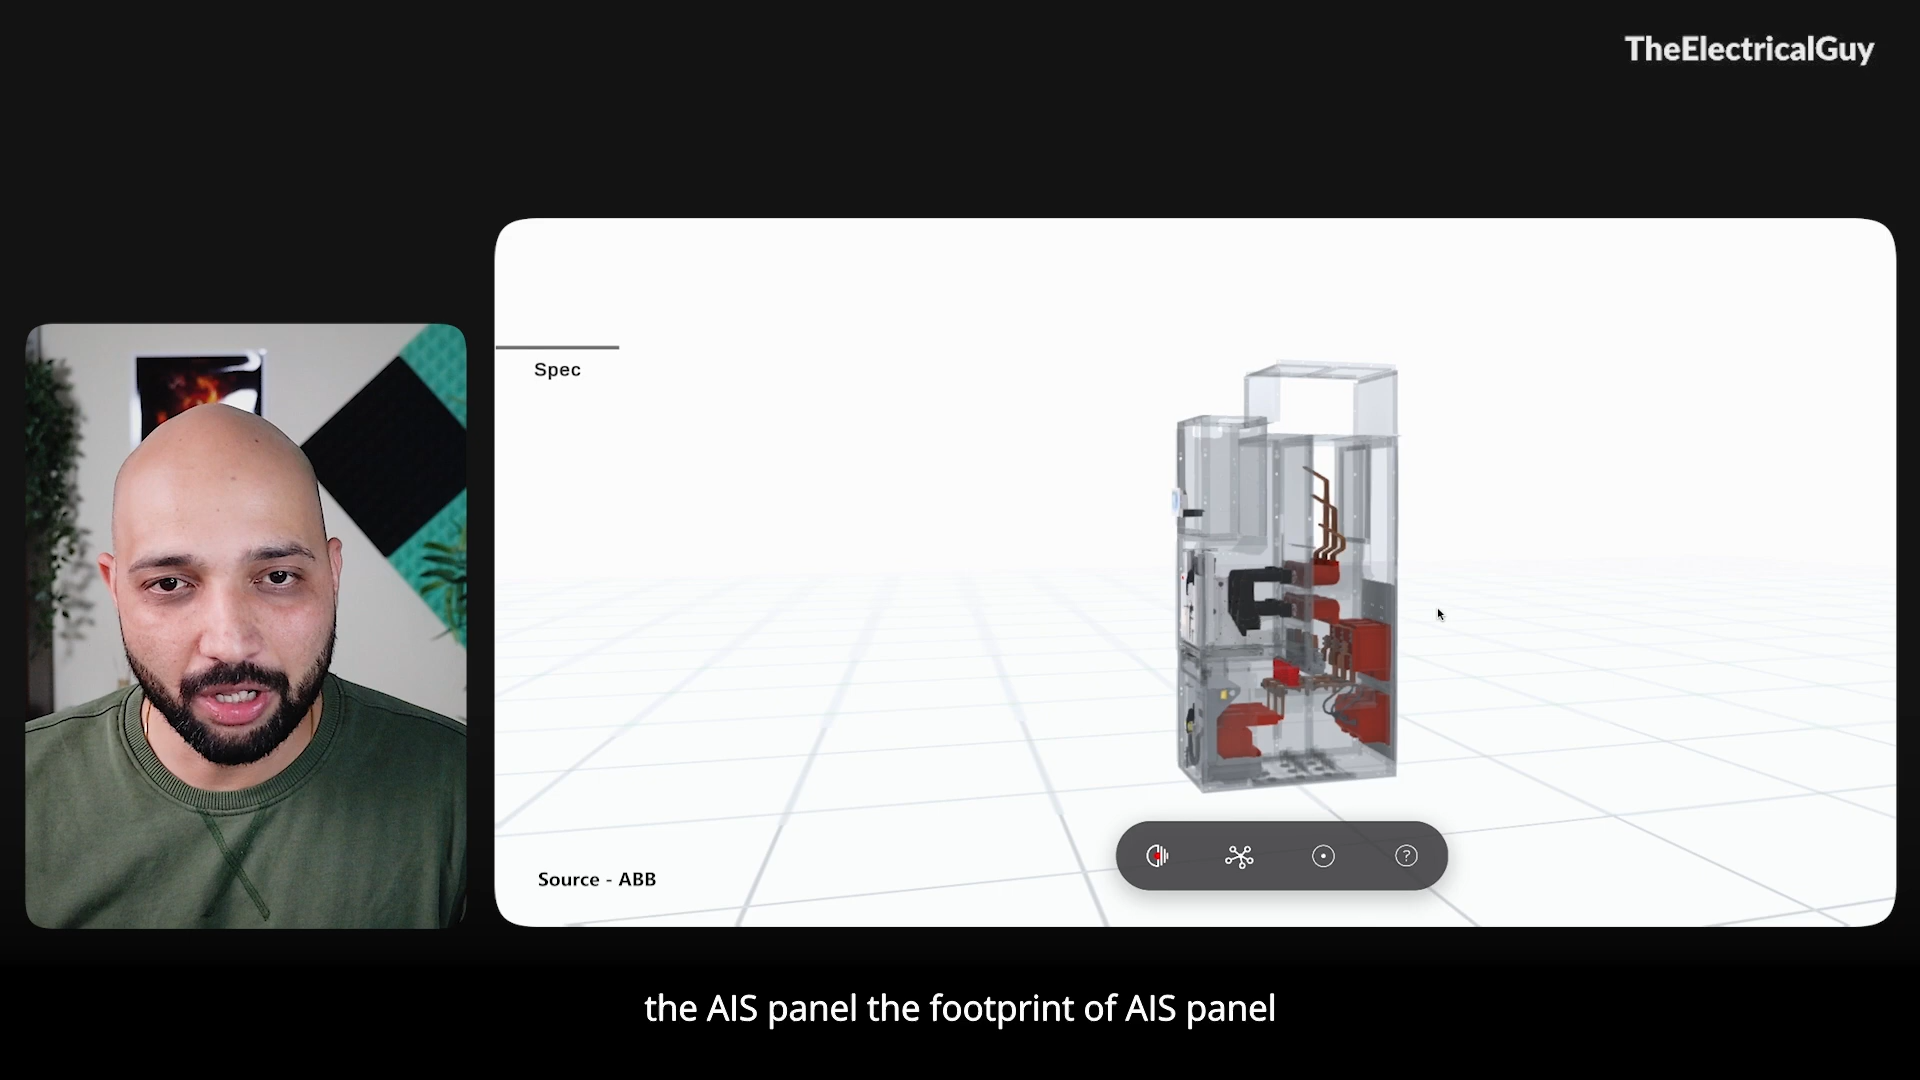 TheElectricalGuy
Spec
Source - ABB
the AIS panel the footprint of AIS panel